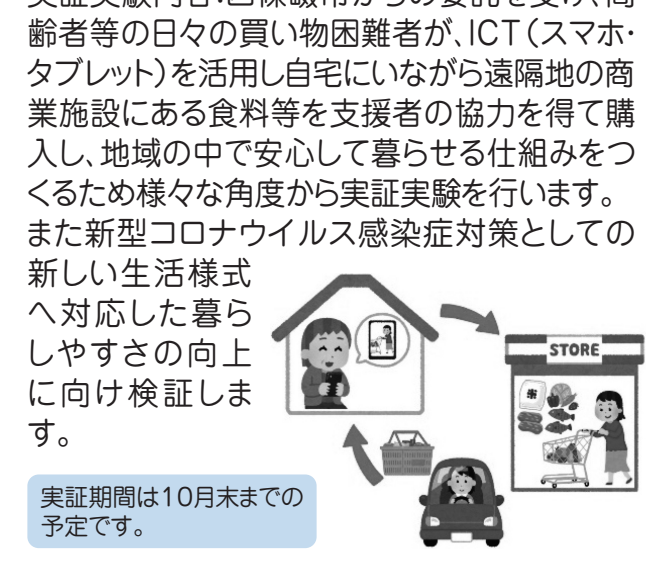 齢者等の日々の買い物困難者が、ICT（スマホ・
タブレット）を活用し自宅にいながら遠隔地の商
業施設にある食料等を支援者の協力を得て購
入し、地域の中で安心して暮らせる仕組みをつ
くるため様々な角度から実証実験を行います。
また新型コロナウイルス感染症対策としての
新しい生活様式
へ対応した暮ら
しやすさの向上
に向け検証しま
す。
STORE
米
実証期間は10月末までの
予定です。